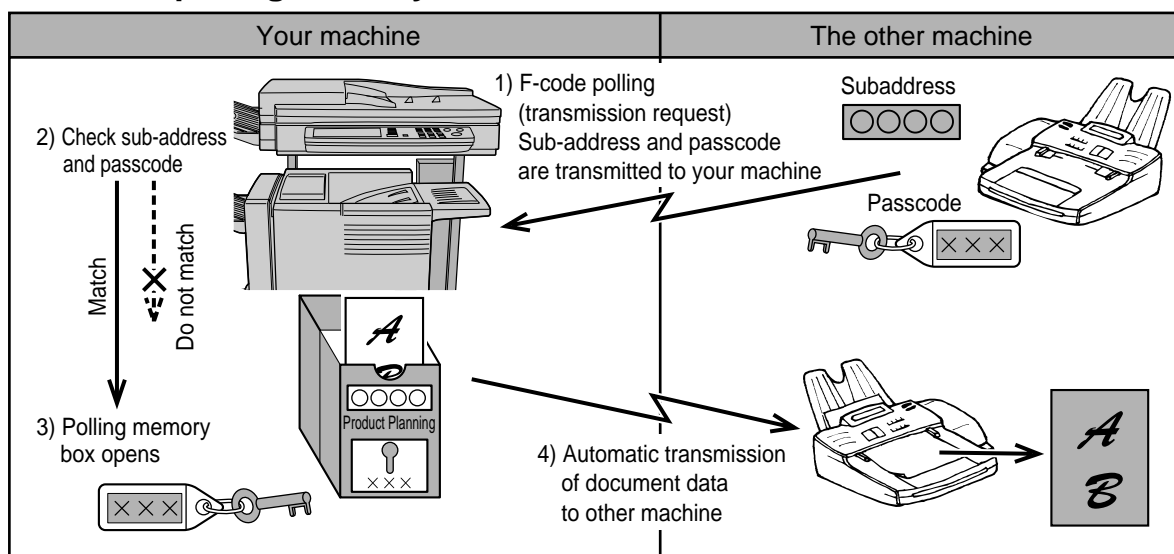 Your machine
The other machine
1) F-code polling
(transmission request)
Sub-address and passcode
are transmitted to your machine
Subaddress
2) Check sub-address
and passcode
Passcode
× × ×
Match
Do not match
A
Product Planning
× × ×
3) Polling memory
box opens
× × ×
4) Automatic transmission
of document data
to other machine
A
B